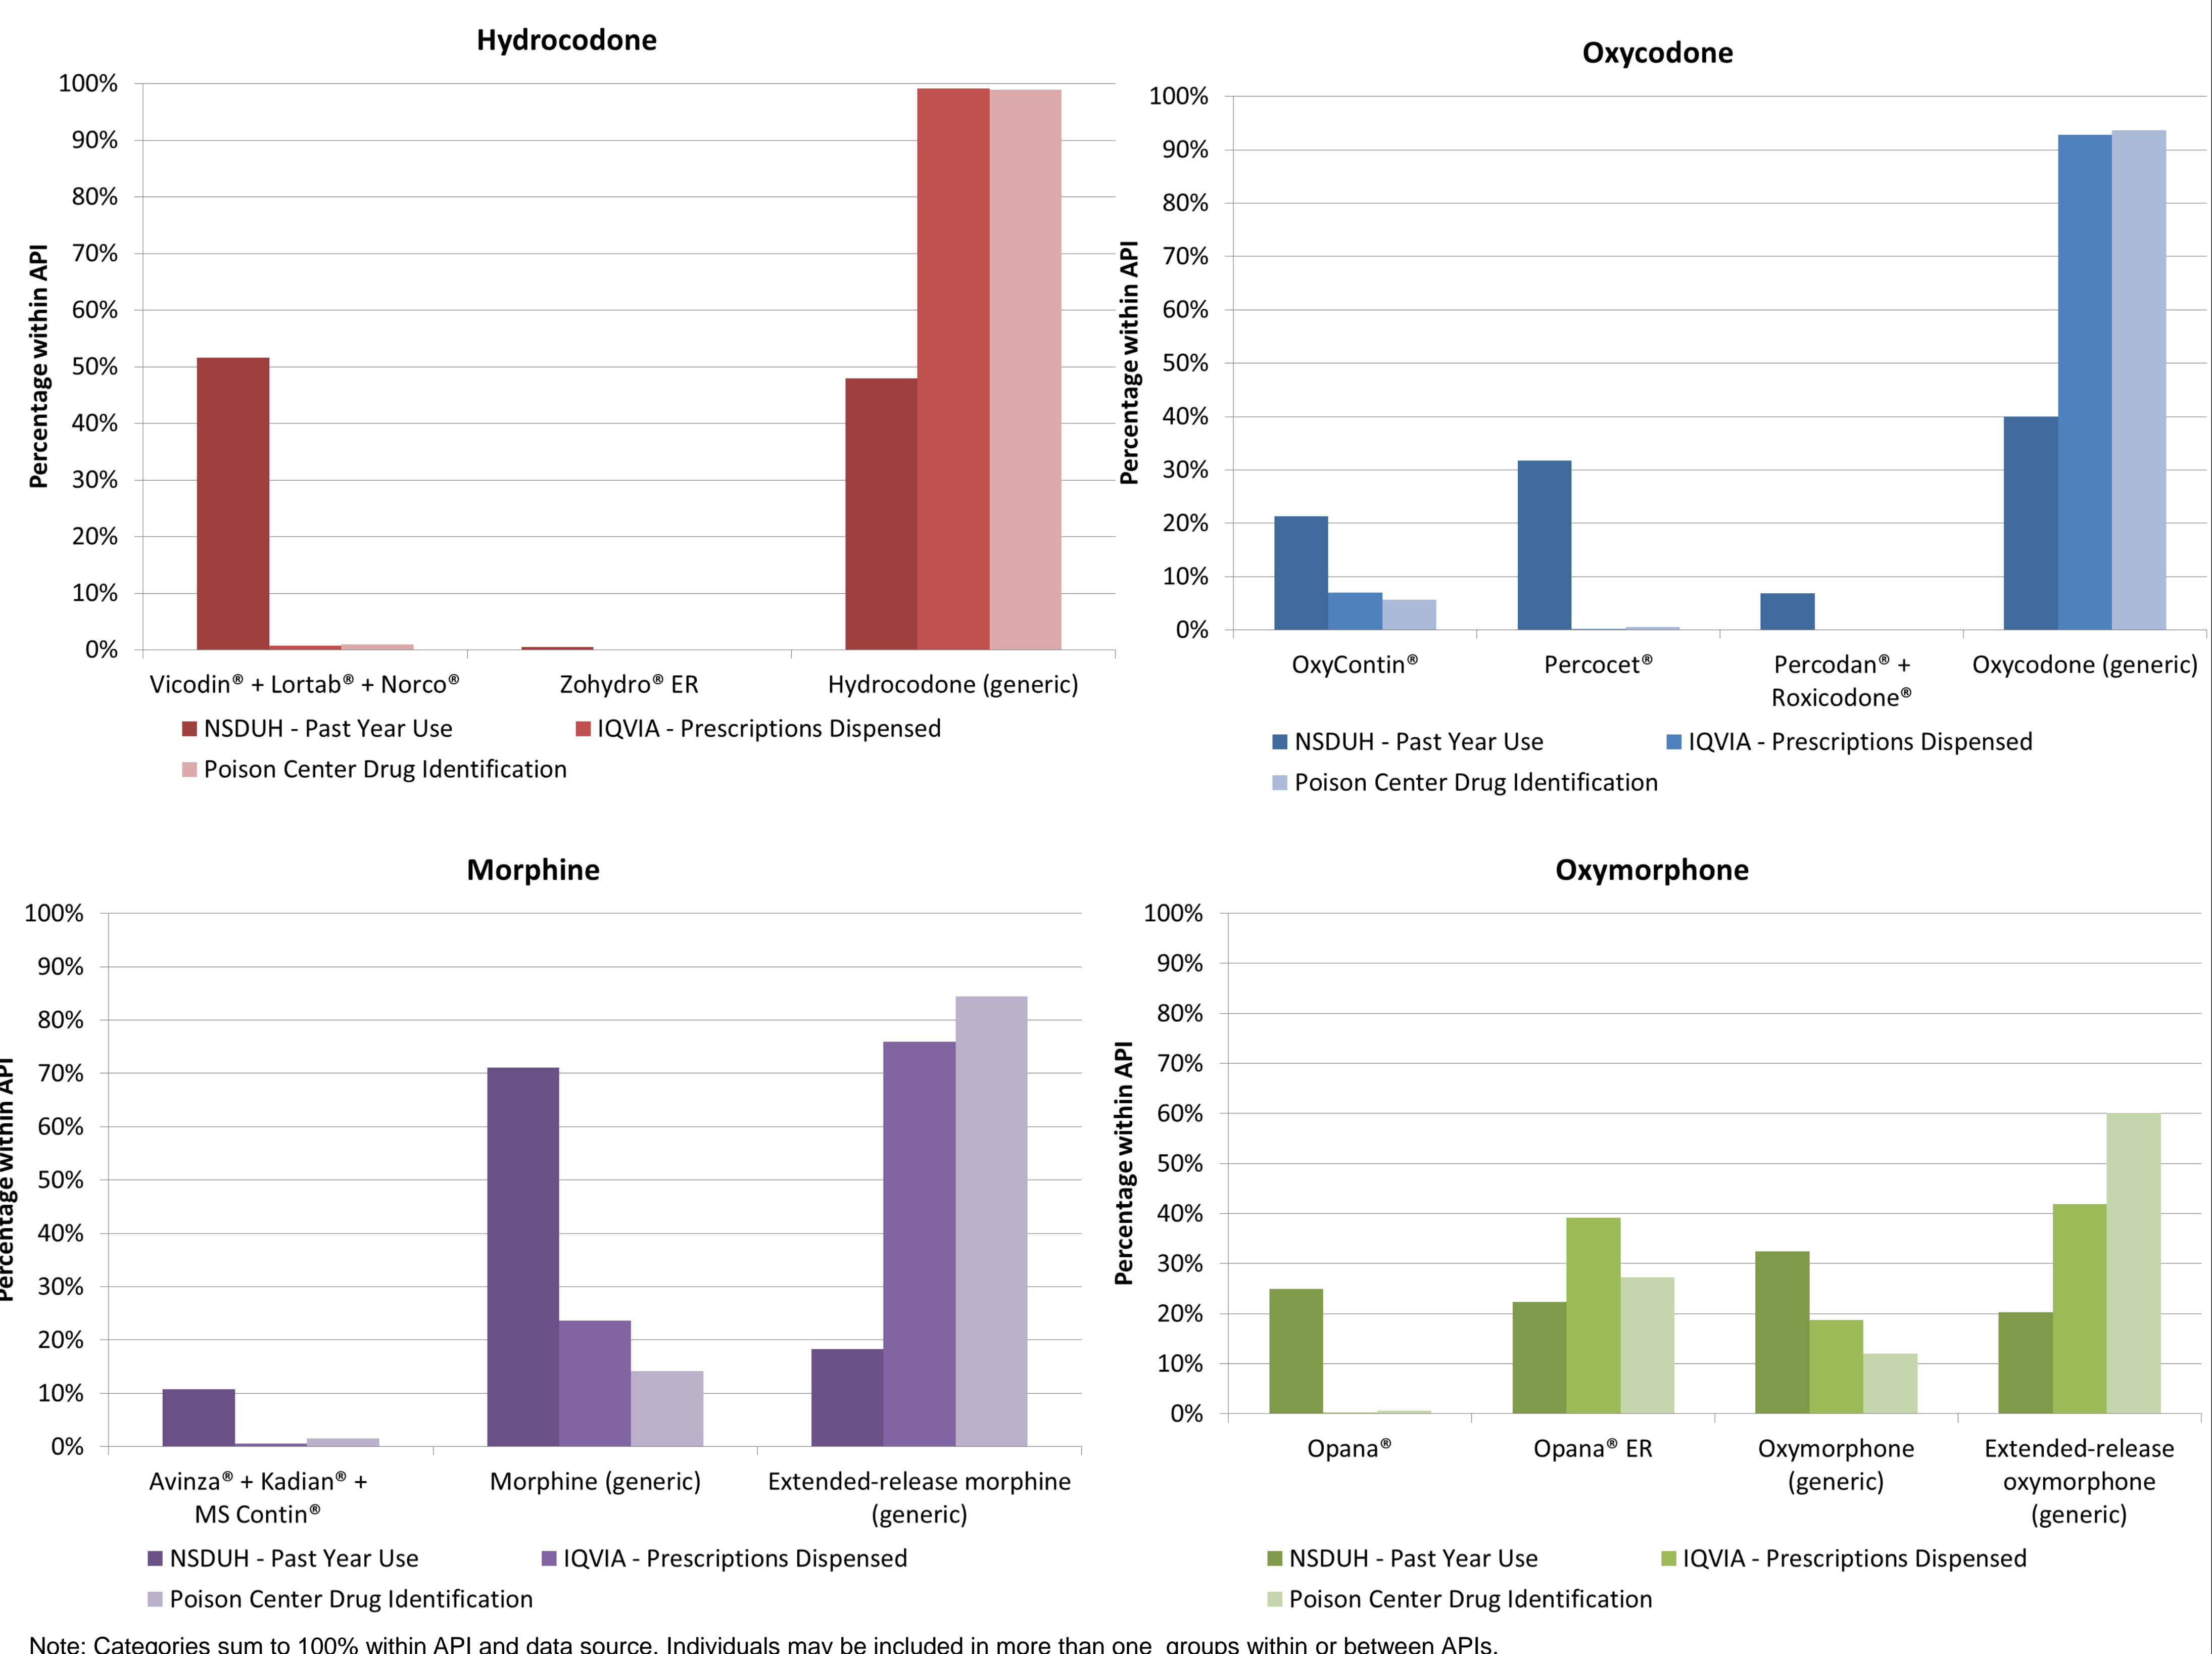 Hydrocodone
100%
90%
80%
70%
60%
50%
40%
30%
20%
10%
0%
Percentage within API
Vicodin® + Lortab® + Norco®
Zohydro® ER
Hydrocodone (generic)
NSDUH - Past Year Use
IQVIA - Prescriptions Dispensed
Poison Center Drug Identification
Oxycodone
100%
90%
80%
70%
60%
50%
40%
30%
20%
10%
0%
Percentage within API
OxyContin®
Percocet®
Percodan® +
Roxicodone®
Oxycodone (generic)
NSDUH - Past Year Use
IQVIA - Prescriptions Dispensed
Poison Center Drug Identification
Morphine
100%
90%
80%
70%
60%
50%
40%
30%
20%
10%
0%
Percentage within API
Avinza® + Kadian® +
MS Contin®
Morphine (generic)
Extended-release morphine
(generic)
NSDUH - Past Year Use
IQVIA - Prescriptions Dispensed
Poison Center Drug Identification
Oxymorphone
100%
90%
80%
70%
60%
50%
40%
30%
20%
10%
0%
Percentage within API
Opana®
Opana® ER
Oxymorphone
(generic)
Extended-release
oxymorphone
(generic)
NSDUH - Past Year Use
IQVIA - Prescriptions Dispensed
Poison Center Drug Identification
Note: Categories sum to 100% within API and data source. Individuals may be included in more than one groups within or between APIs.